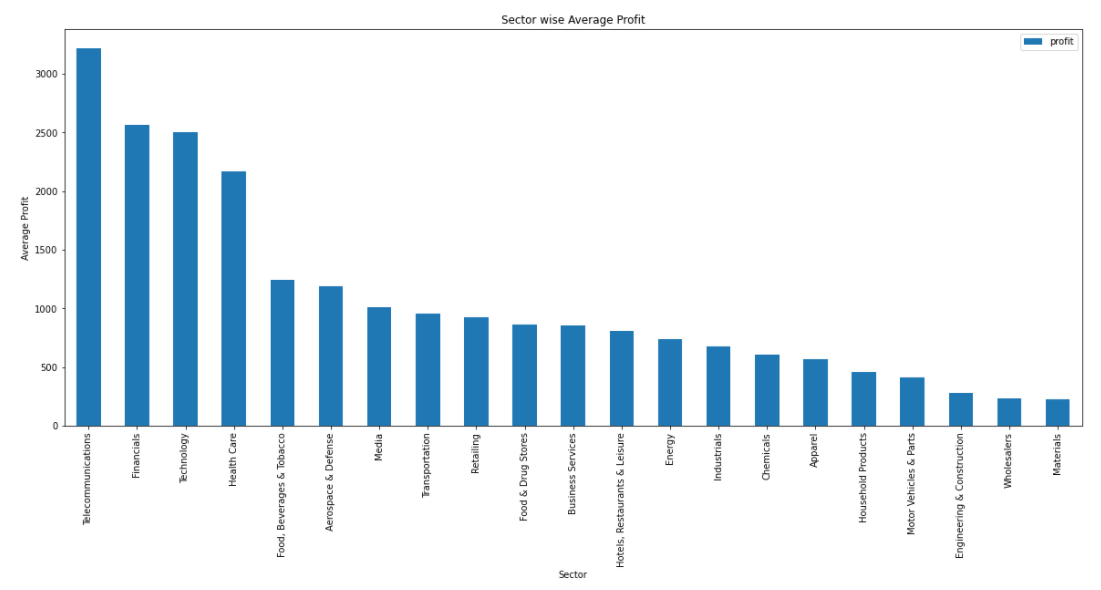 Sector wise Average Profit
profit
Average Profit
3000
2500
2000
1500
1000
500
0
Telecommunications
Financials
Technology
Health Care
Food, Beverages & Tobacco
Aerospace & Defense
Media
Transportation
Retailing
Food & Drug Stores
Business Services
Hotels, Restaurants & Leisure
Energy
Industrials
Chemicals
Apparel
Household Products
Motor Vehicles & Parts
Engineering & Construction
Wholesalers
Materials
Sector